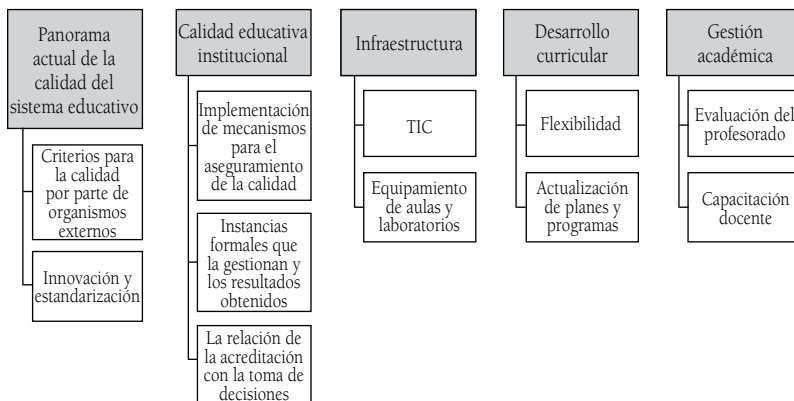 Panorama
actual de la
calidad del
sistema educativo
Criterios para
la calidad
por parte de
organismos
externos
Innovación y
estandarización
Calidad educativa
institucional
Implementación
de mecanismos
para el
aseguramiento
de la calidad
Instancias
formales que
la gestionan y
los resultados
obtenidos
La relación de
la acreditación
con la toma de
decisiones
Infraestructura
TIC
Equipamiento
de aulas y
laboratorios
Desarrollo
curricular
Flexibilidad
Actualización
de planes y
programas
Gestión
académica
Evaluación del
profesorado
Capacitación
docente